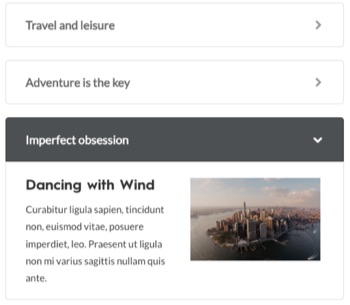 Travel and leisure
Adventure is the key
Imperfect obsession
Dancing with Wind
Curabitur ligula sapien, tincidunt
non, euismod vitae, posuere
imperdiet, leo. Praesent ut ligula
non mi varius sagittis nullam quis
ante.